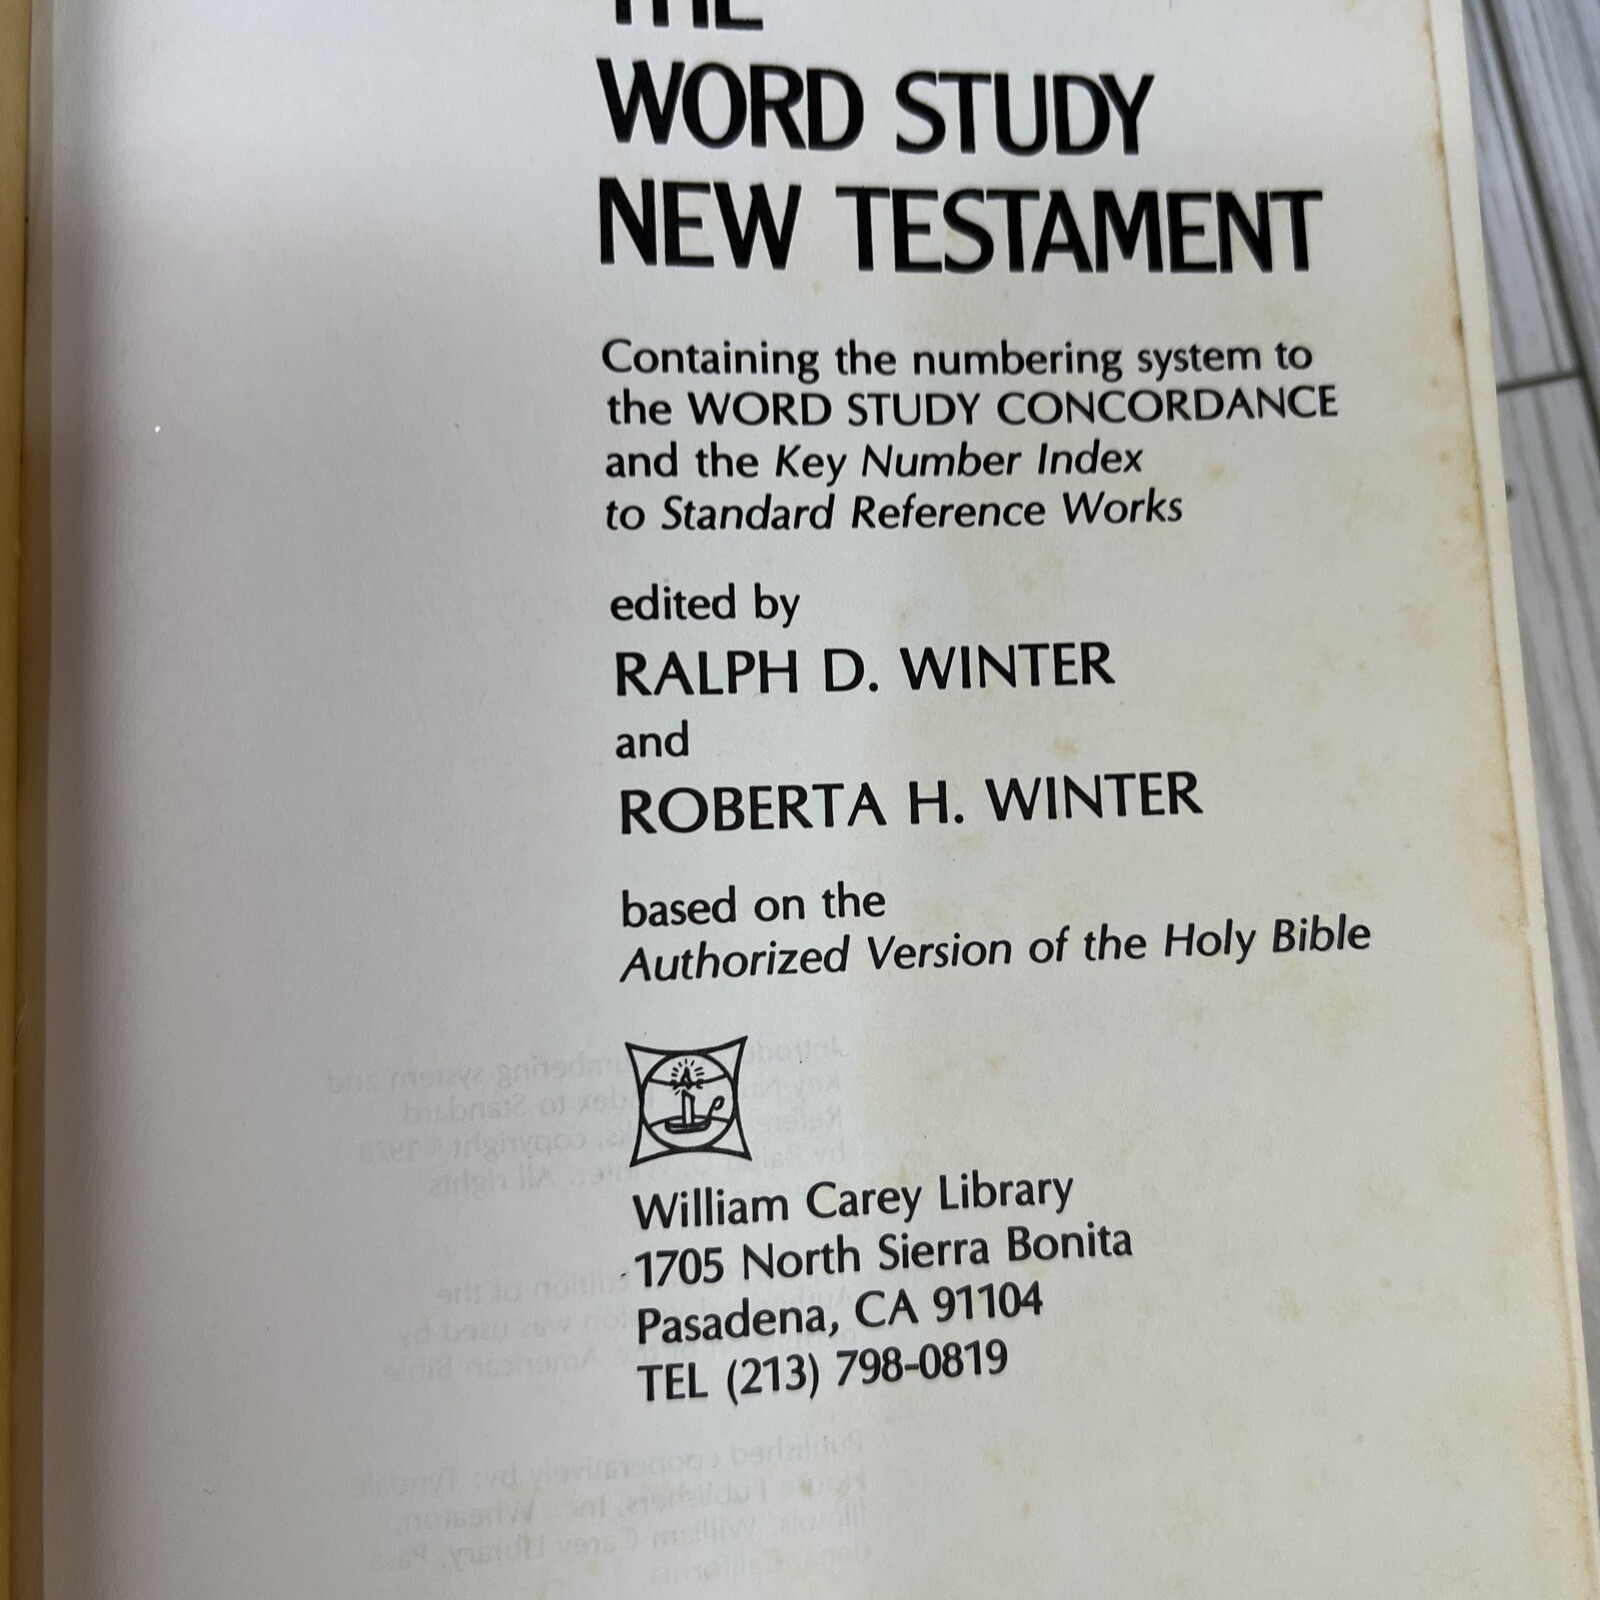 THE
WORD STUDY
NEW TESTAMENT
Containing the numbering system to
the WORD STUDY CONCORDANCE
and the Key Number Index
to Standard Reference Works
edited by
RALPH D. WINTER
and
ROBERTA H. WINTER
based on the
Authorized Version of the Holy Bible
William Carey Library
1705 North Sierra Bonita
Pasadena, CA 91104
TEL (213) 798-0819